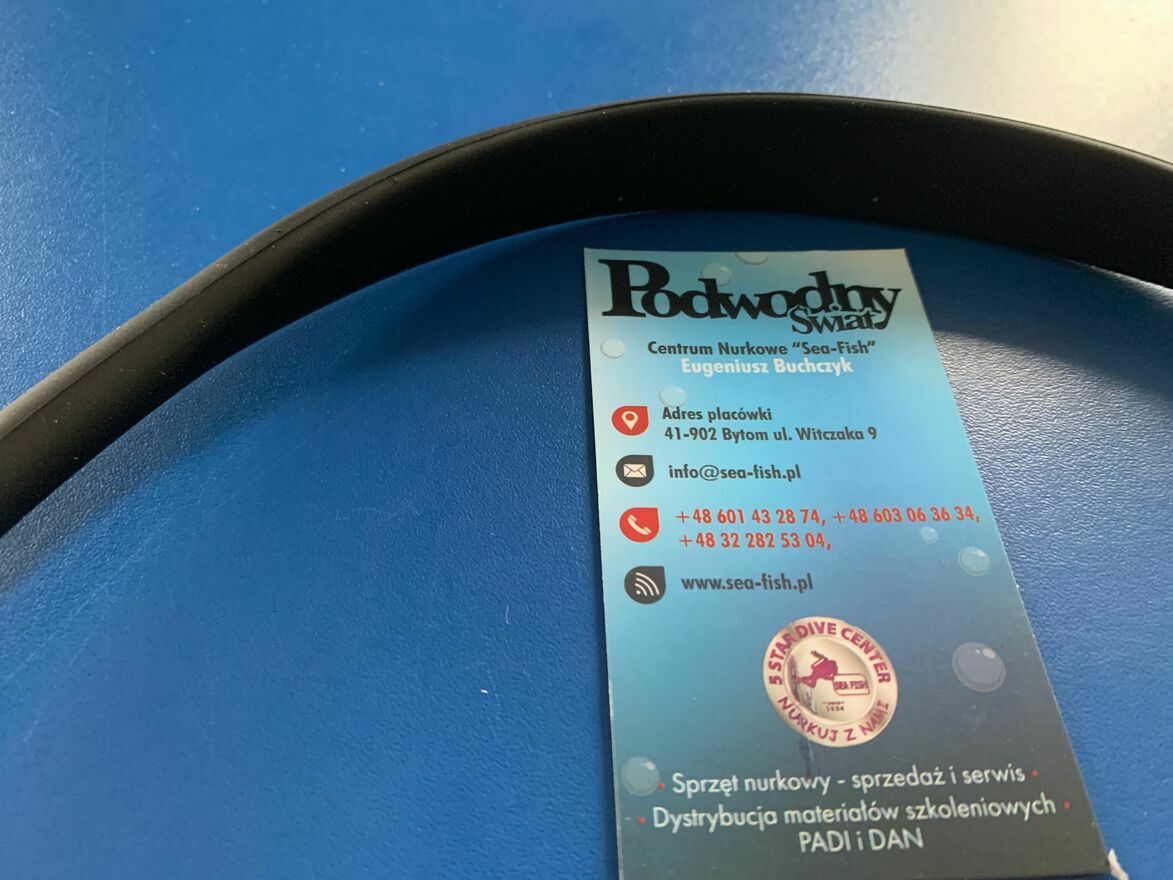 Podwodny
Świat
Centrum Nurkowe "Sea-Fish"
Eugeniusz Buchczyk
Adres placówki
41-902 Bytom ul. Witczaka 9
info@sea-fish.pl
+48 601 43 28 74, +48 603 06 36 34,
+48 32 282 53 04,
www.sea-fish.pl
5 STAR DIVE CENTER
SEA FISH
1994
NURKUJ Z NAMI
• Sprzęt nurkowy - sprzedaż i serwis •
• Dystrybucja materiałów szkoleniowych •
PADI i DAN